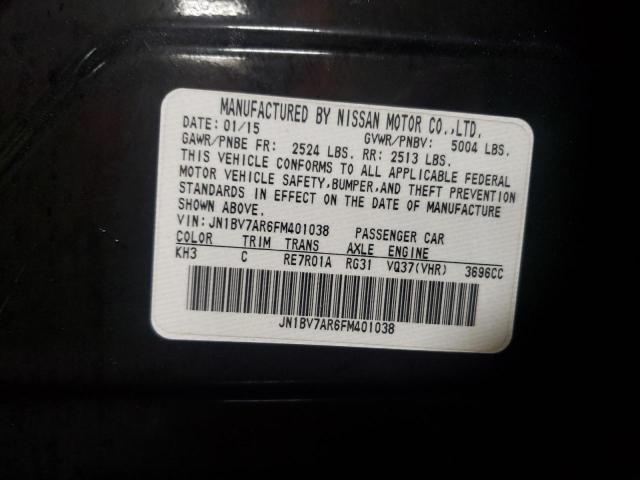 MANUFACTURED BY NISSAN MOTOR CO.,LTD.
DATE: 01/15 GVWR/PNBV: 5004 LBS.
GAWR/PNBE FR: 2524 LBS. RR: 2513 LBS.
THIS VEHICLE CONFORMS TO ALL APPLICABLE FEDERAL
MOTOR VEHICLE SAFETY,BUMPER,AND THEFT PREVENTION
STANDARDS IN EFFECT ON THE DATE OF MANUFACTURE
SHOWN ABOVE.
VIN:JN1BV7AR6FM401038 PASSENGER CAR
COLOR TRIM TRANS AXLE ENGINE
KH3 C RE7R01A RG31 VQ37(VHR) 3696CC
JN1BV7AR6FM401038